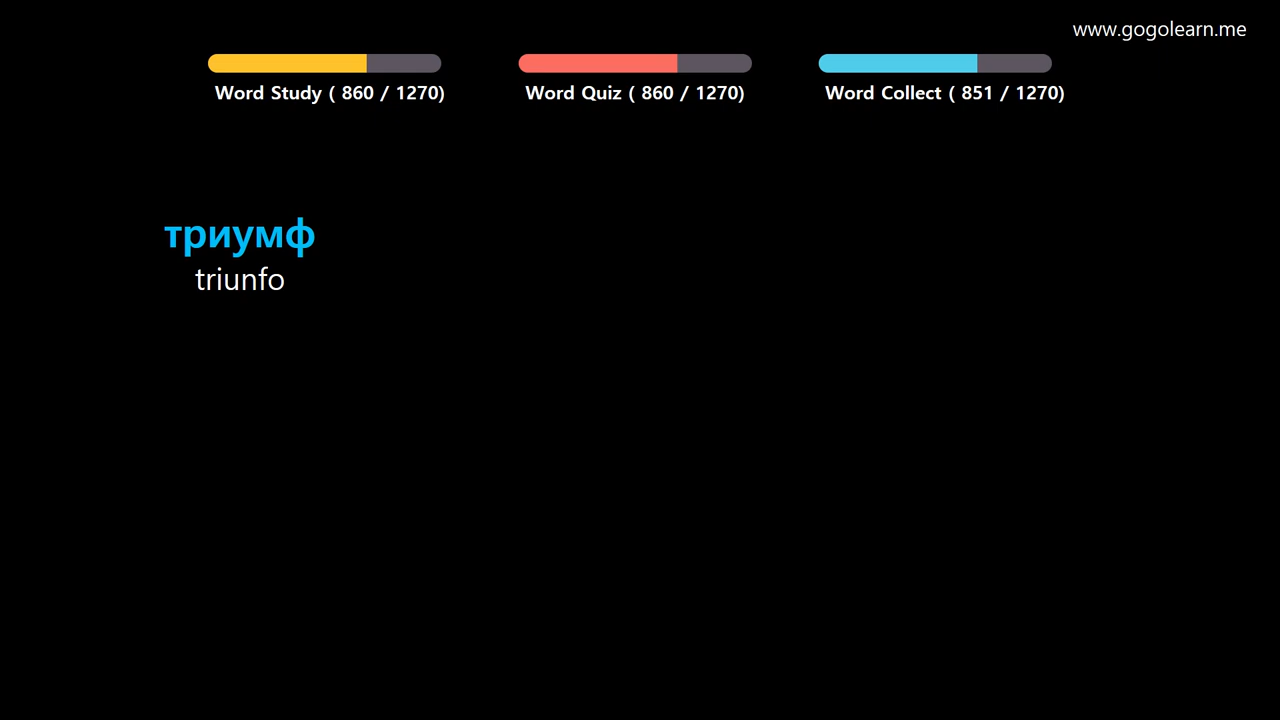 www.gogolearn.me
Word Study ( 860 / 1270)
Word Quiz ( 860 / 1270)
Word Collect ( 851 / 1270)
триумф
triunfo